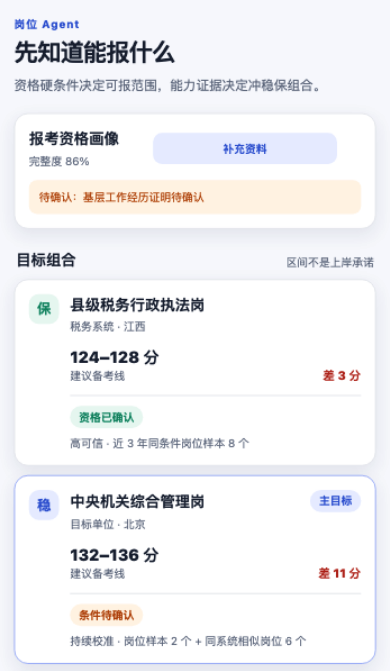 岗位 Agent
先知道能报什么
资格硬条件决定可报范围，能力证据决定冲稳保组合。
报考资格画像
完整度 86%
补充资料
待确认：基层工作经历证明待确认
目标组合
区间不是上岸承诺
保
县级税务行政执法岗
税务系统 · 江西
124–128 分
建议备考线
差 3 分
资格已确认
高可信 · 近 3 年同条件岗位样本 8 个
稳
中央机关综合管理岗
主目标
目标单位 · 北京
132–136 分
建议备考线
差 11 分
条件待确认
持续校准 · 岗位样本 2 个 + 同系统相似岗位 6 个